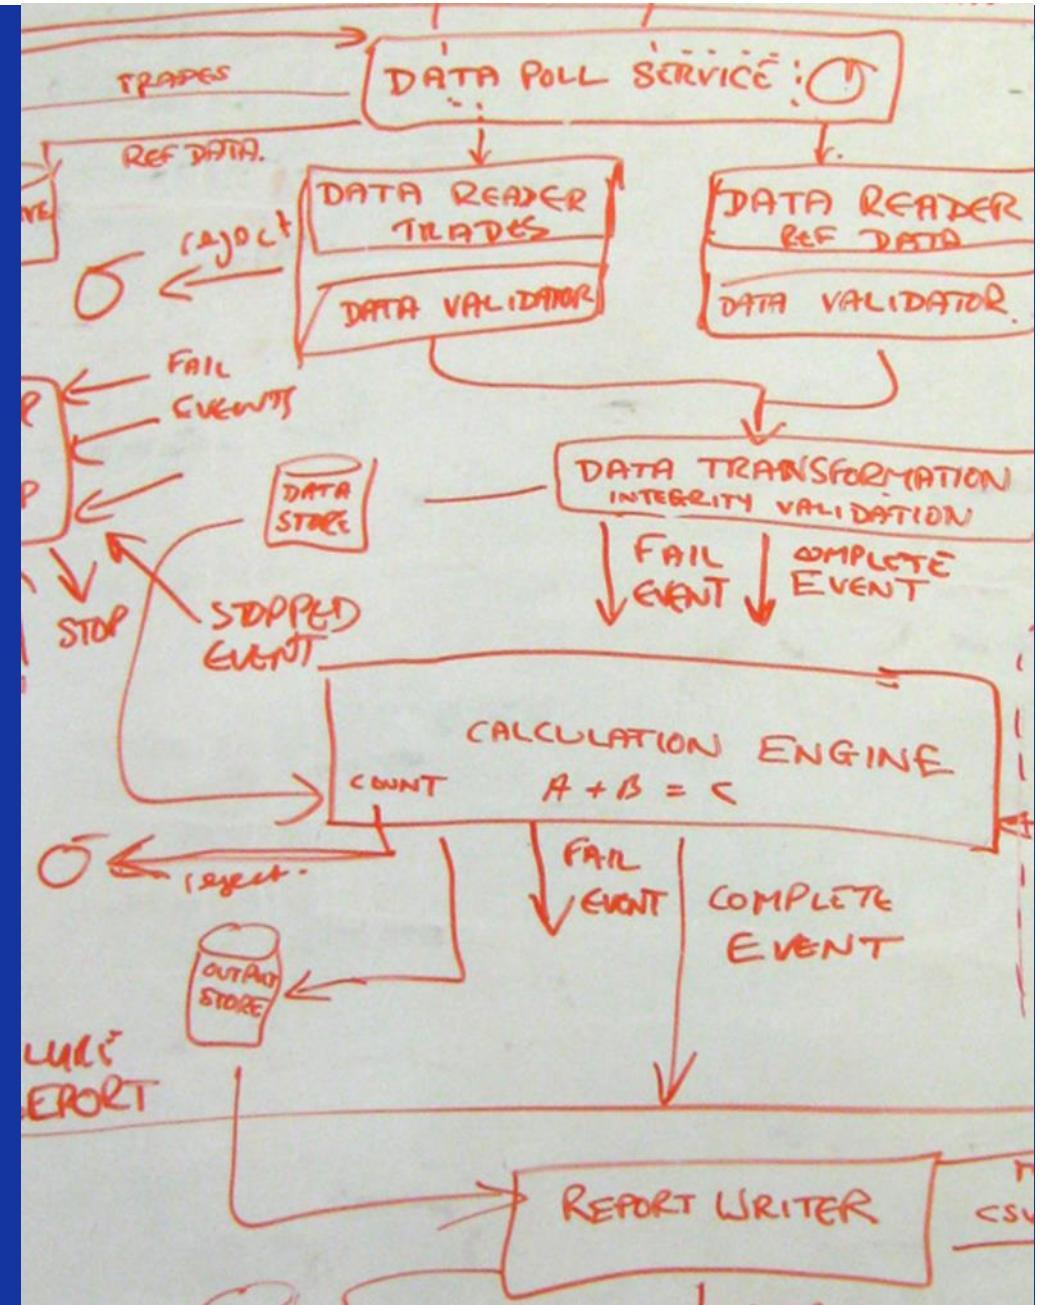 TRADES
DATA POLL SERVICE
REF DATA.
DATA READER
TRADES
DATA VALIDATOR
DATA READER
REF DATA
DATA VALIDATOR.
reject
FAIL
EVENTS
DATA
STORE
DATA TRANSFORMATION
INTEGRITY VALIDATION
FAIL
EVENT
COMPLETE
EVENT
STOP
STOPPED
EVENT
CALCULATION ENGINE
COUNT
A + B = C
reject.
FAIL
EVENT
COMPLETE
EVENT
OUTPUT
STORE
REPORT WRITER
CSV